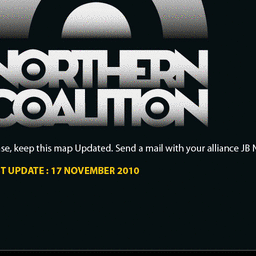 NORTHERN
COALITION
se, keep this map Updated. Send a mail with your alliance JB N
T UPDATE : 17 NOVEMBER 2010